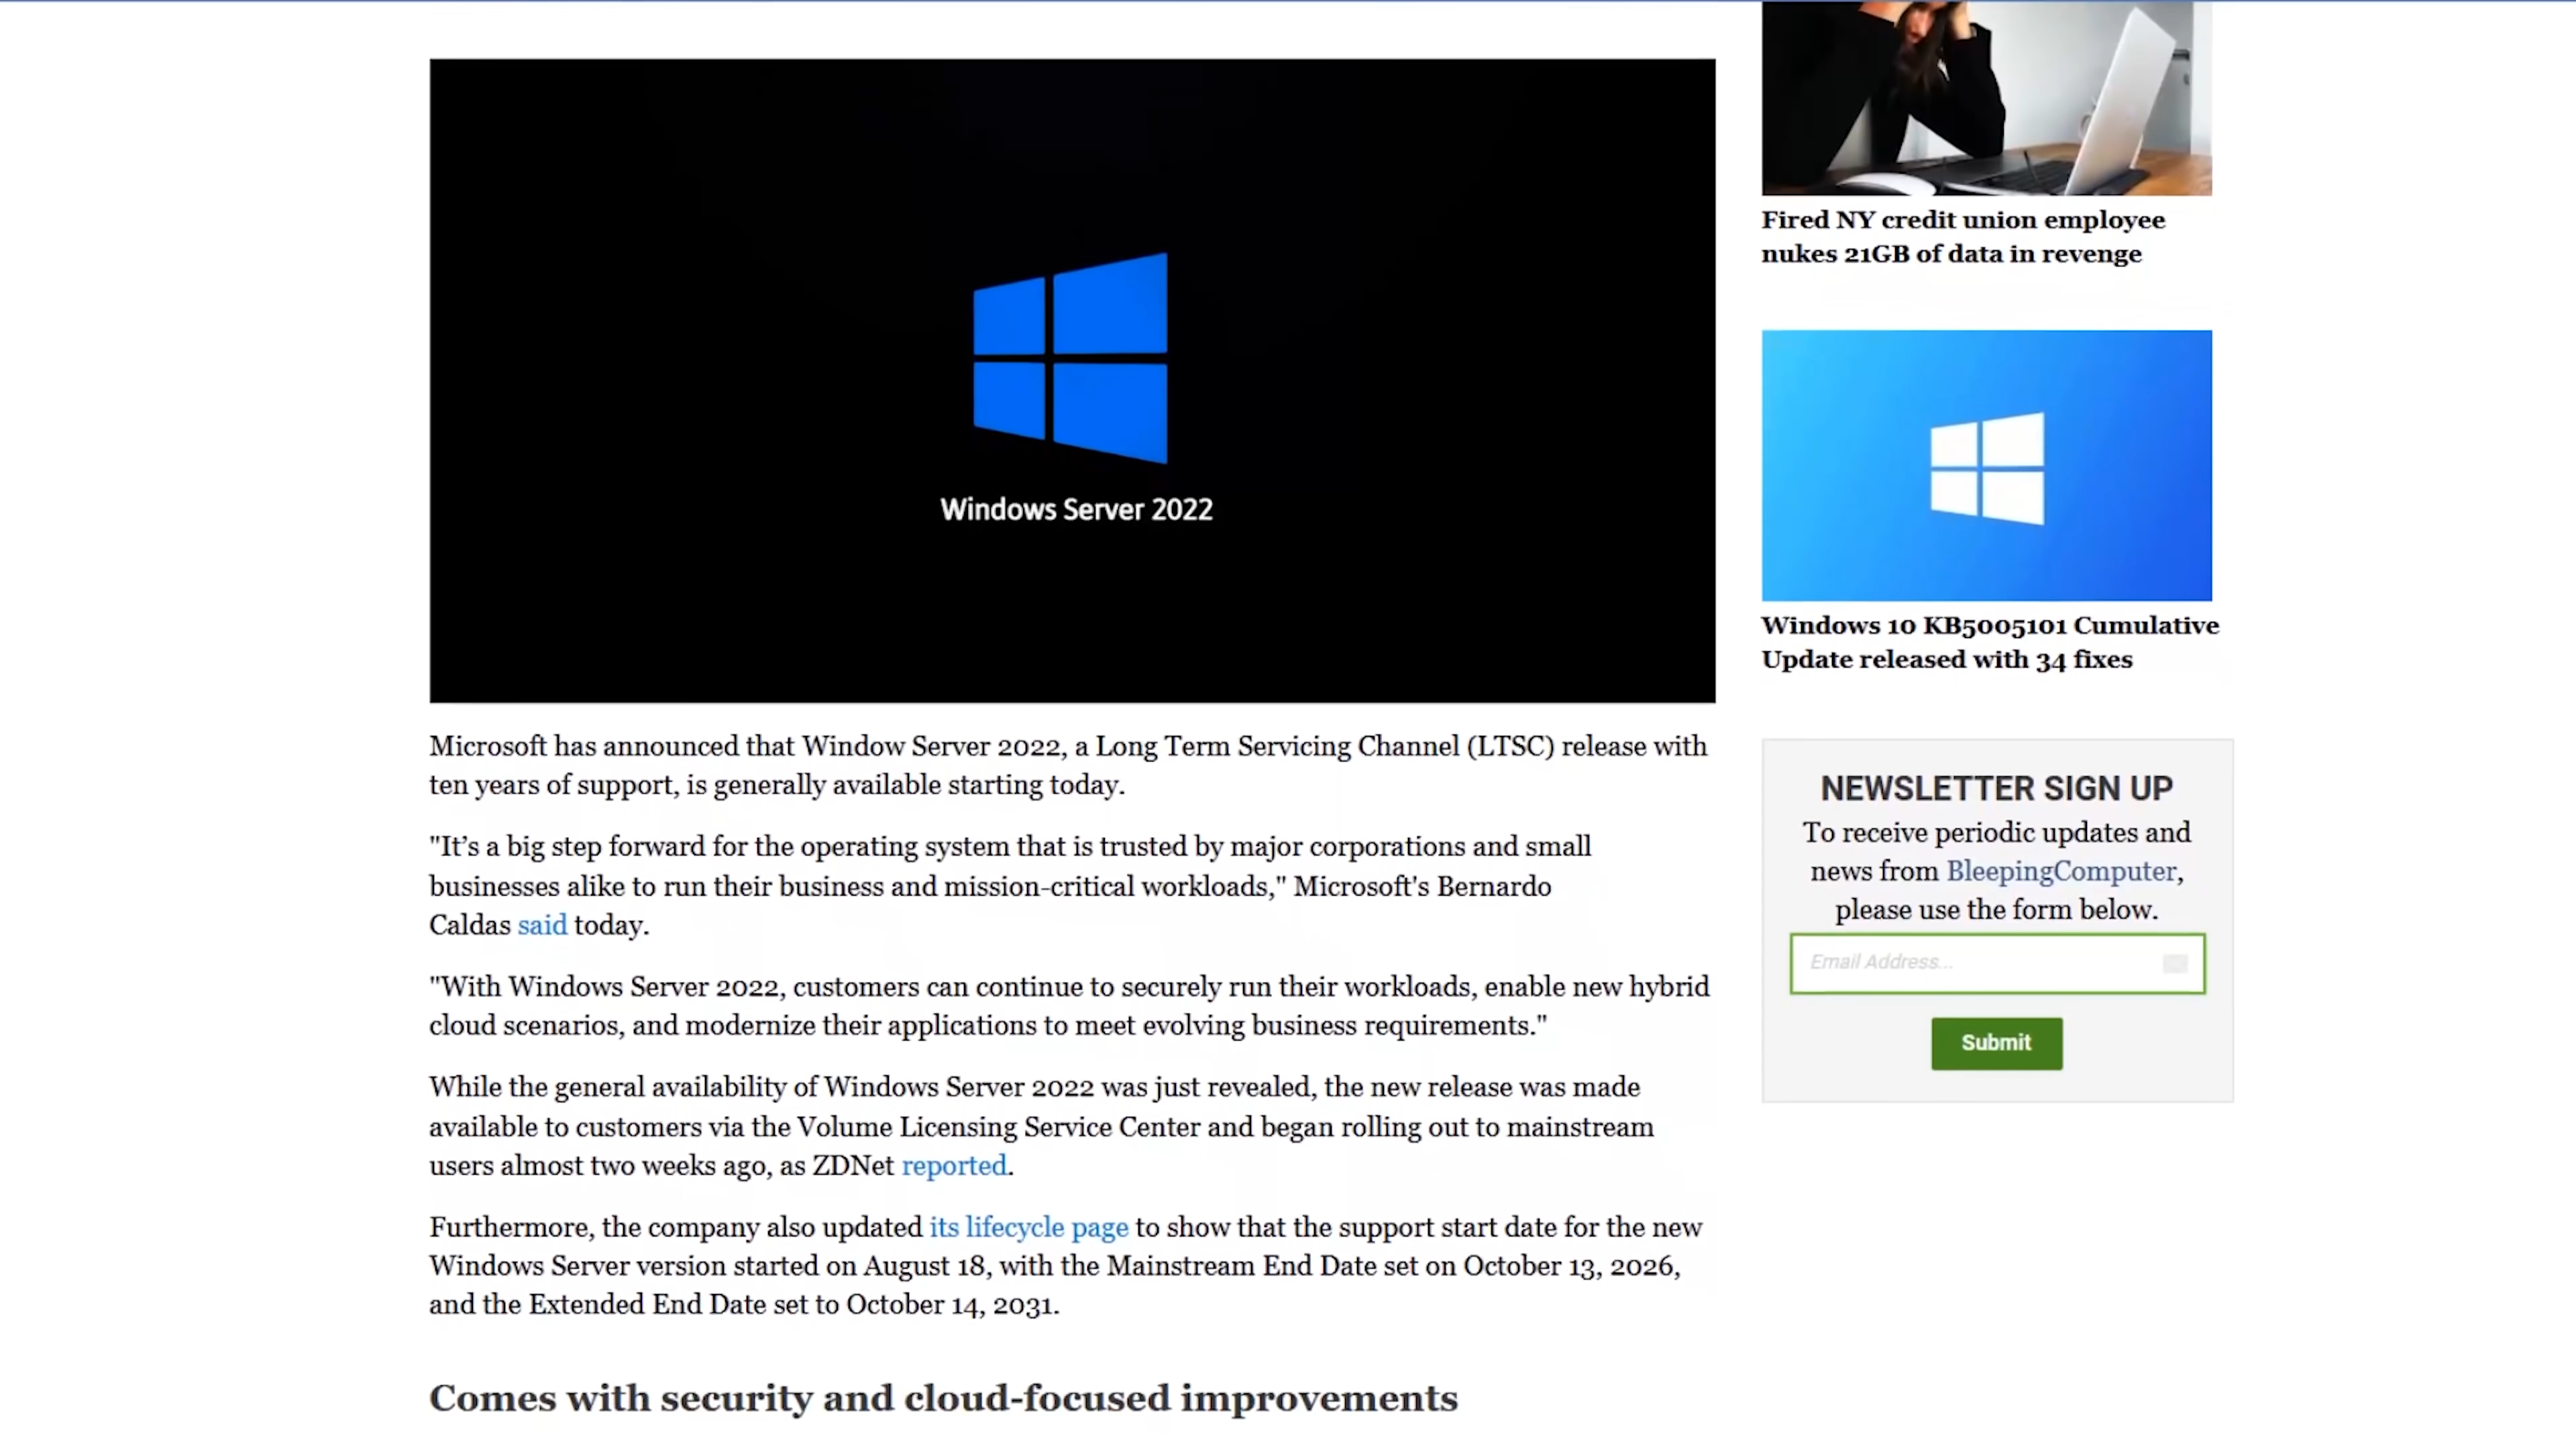 Windows Server 2022
Microsoft has announced that Window Server 2022, a Long Term Servicing Channel (LTSC) release with
ten years of support, is generally available starting today.
"It’s a big step forward for the operating system that is trusted by major corporations and small
businesses alike to run their business and mission-critical workloads," Microsoft's Bernardo
Caldas said today.
"With Windows Server 2022, customers can continue to securely run their workloads, enable new hybrid
cloud scenarios, and modernize their applications to meet evolving business requirements."
While the general availability of Windows Server 2022 was just revealed, the new release was made
available to customers via the Volume Licensing Service Center and began rolling out to mainstream
users almost two weeks ago, as ZDNet reported.
Furthermore, the company also updated its lifecycle page to show that the support start date for the new
Windows Server version started on August 18, with the Mainstream End Date set on October 13, 2026,
and the Extended End Date set to October 14, 2031.
Comes with security and cloud-focused improvements
Fired NY credit union employee
nukes 21GB of data in revenge
Windows 10 KB5005101 Cumulative
Update released with 34 fixes
NEWSLETTER SIGN UP
To receive periodic updates and
news from BleepingComputer,
please use the form below.
Email Address...
Submit